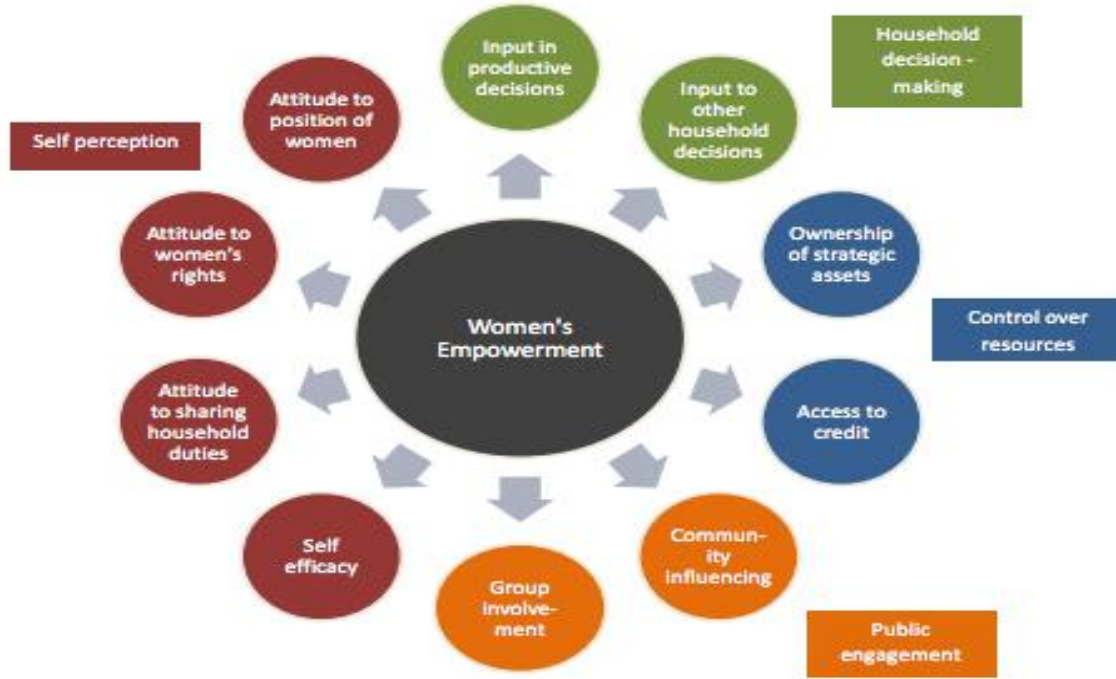 Input in
productive
decisions
Household
decision -
making
Input to
other
household
decisions
Attitude to
position of
women
Self perception
Attitude to
women's
rights
Ownership
of strategic
assets
Women's
Empowerment
Control over
resources
Attitude
to sharing
household
duties
Access to
credit
Self
efficacy
Group
involve-
ment
Commun-
ity
influencing
Public
engagement